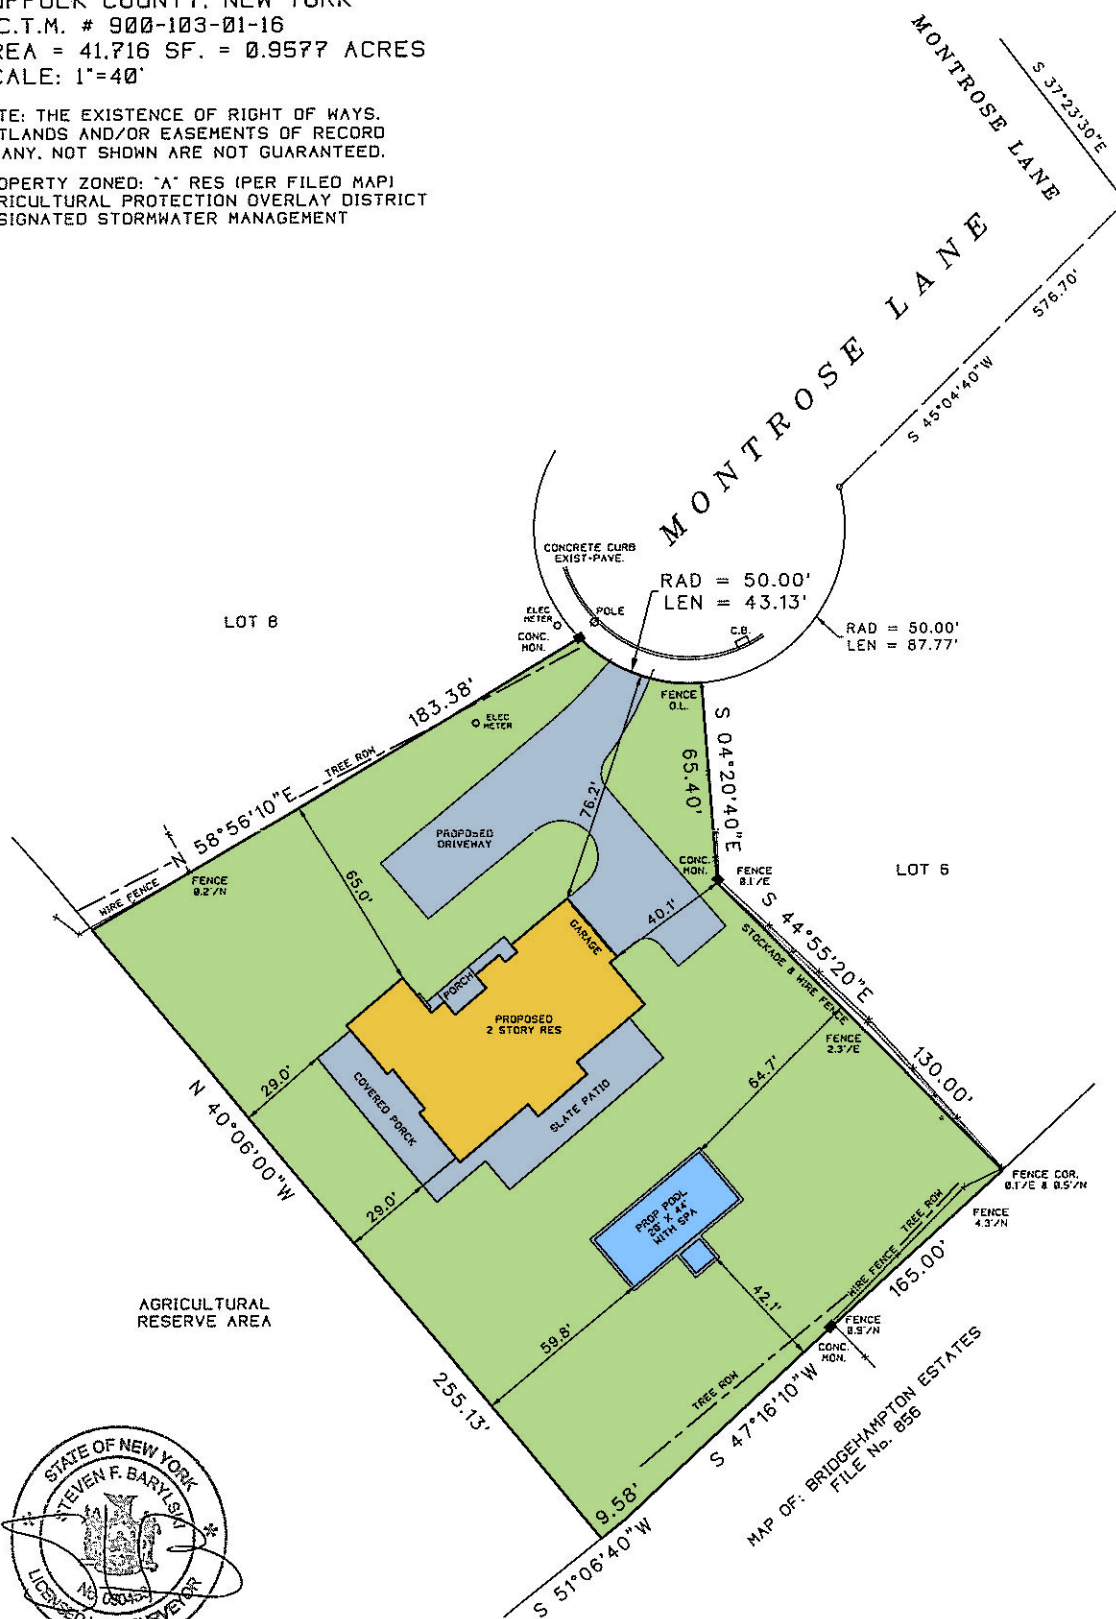 COUNTY, NEW YORK
C.T.M. # 900-103-01-16
= 41,716 SF. = 0.9577 ACRES
1"=40'
THE EXISTENCE OF RIGHT OF WAYS,
AND/OR EASEMENTS OF RECORD
ANY, NOT SHOWN ARE NOT GUARANTEED.
ZONED: "A" RES (PER FILED MAP)
PROTECTION OVERLAY DISTRICT
STORMWATER MANAGEMENT
MONTROSE LANE
S 37°23'30"E
MONTROSE LANE
576.70'
S 45°04'40"W
CONCRETE CURB
EXIST-PAVE.
RAD = 50.00'
LEN = 43.13'
ELEC
METER
POLE
C.B.
CONC.
MON.
RAD = 50.00'
LEN = 87.77'
LOT 8
183.38'
ELEC
METER
FENCE
O.L.
S 04°20'40"E
65.40'
TREE ROW
N 58°56'10"E
76.2'
PROPOSED
DRIVEWAY
65.0'
FENCE
0.2'/N
WIRE FENCE
CONC.
MON.
FENCE
0.1'/E
LOT 6
40.1'
GARAGE
S 44°55'20"E
STOCKADE & WIRE FENCE
PORCH
PROPOSED
2 STORY RES
FENCE
2.3'/E
130.00'
29.0'
COVERED PORCK
SLATE PATIO
64.7'
N 40°06'00"W
FENCE COR.
0.1'/E & 0.5'/N
29.0'
PROP POOL
20' X 44'
WITH SPA
TREE ROW
FENCE
4.3'/N
WIRE FENCE
165.00'
42.1'
FENCE
0.9'/N
CONC.
MON.
AGRICULTURAL
RESERVE AREA
59.8'
TREE ROW
255.13'
S 47°16'10"W
MAP OF: BRIDGEHAMPTON ESTATES
FILE No. 856
9.58'
S 51°06'40"W
STATE OF NEW YORK
STEVEN F. BARYLSKI